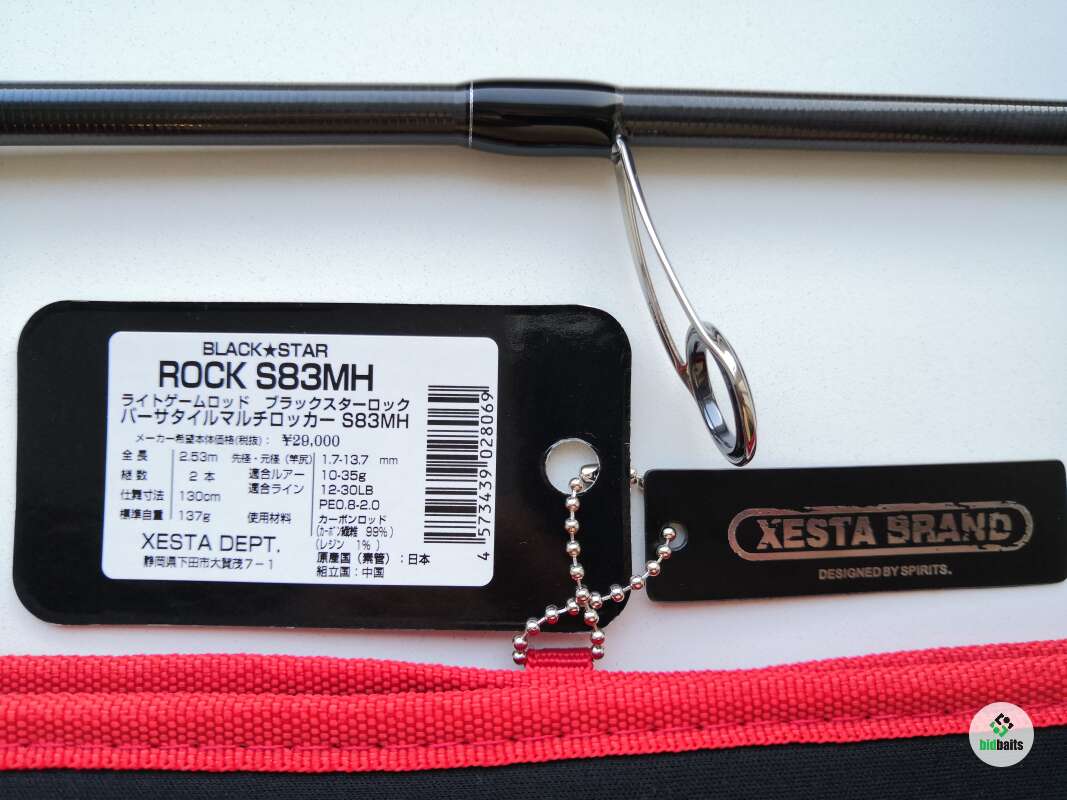 BLACK★STAR
ROCK S83MH
ライトゲームロッド ブラックスターロック
バーサタイルマルチロッカー S83MH
メーカー希望本体価格(税抜): ¥29,000
全長 2.53m 先径・元径(竿尻) 1.7-13.7 mm
継数 2 本 適合ルアー 10-35g
適合ライン 12-30LB
仕舞寸法 130cm PE0.8-2.0
標準自重 137g 使用材料 カーボンロッド
(カーボン繊維 99%)
(レジン 1%)
XESTA DEPT. 原産国(素管):日本
静岡県下田市大賀茂7-1 組立国:中国
4 573439 028069
XESTA BRAND
DESIGNED BY SPIRITS.
bidbaits